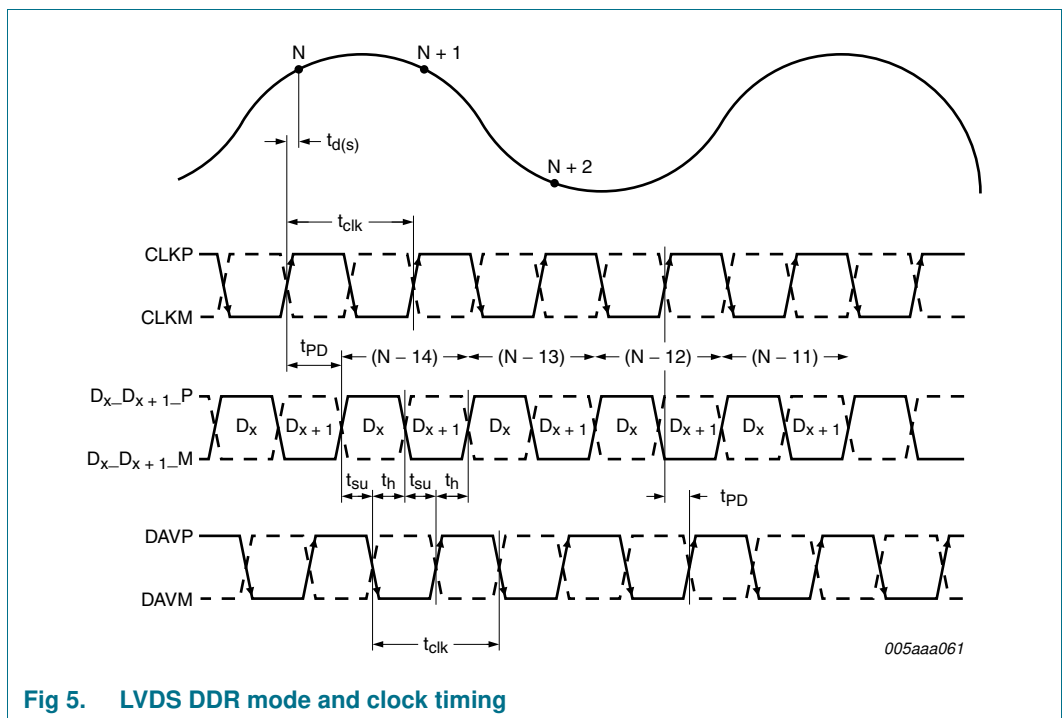 N
N + 1
t_d(s)
N + 2
t_clk
CLKP
CLKM
t_PD
(N − 14)
(N − 13)
(N − 12)
(N − 11)
D_x_D_x + 1_P
D_x
D_x + 1
D_x
D_x + 1
D_x
D_x + 1
D_x
D_x + 1
D_x
D_x + 1
D_x_D_x + 1_M
t_su
t_h
t_su
t_h
t_PD
DAVP
DAVM
t_clk
005aaa061
Fig 5. LVDS DDR mode and clock timing